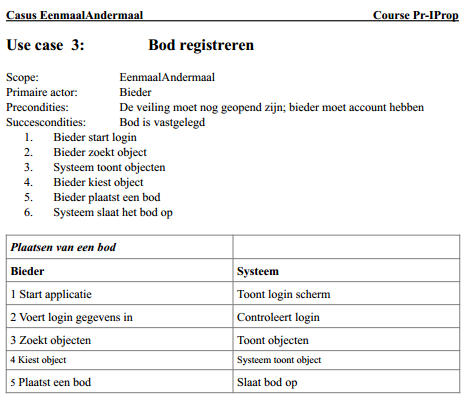 Casus EenmaalAndermaal Course Pr-IProp
Use case 3: Bod registreren
Scope: EenmaalAndermaal
Primaire actor: Bieder
Precondities: De veiling moet nog geopend zijn; bieder moet account hebben
Succescondities: Bod is vastgelegd
1. Bieder start login
2. Bieder zoekt object
3. Systeem toont objecten
4. Bieder kiest object
5. Bieder plaatst een bod
6. Systeem slaat het bod op
Plaatsen van een bod
Bieder Systeem
1 Start applicatie Toont login scherm
2 Voert login gegevens in Controleert login
3 Zoekt objecten Toont objecten
4 Kiest object Systeem toont object
5 Plaatst een bod Slaat bod op